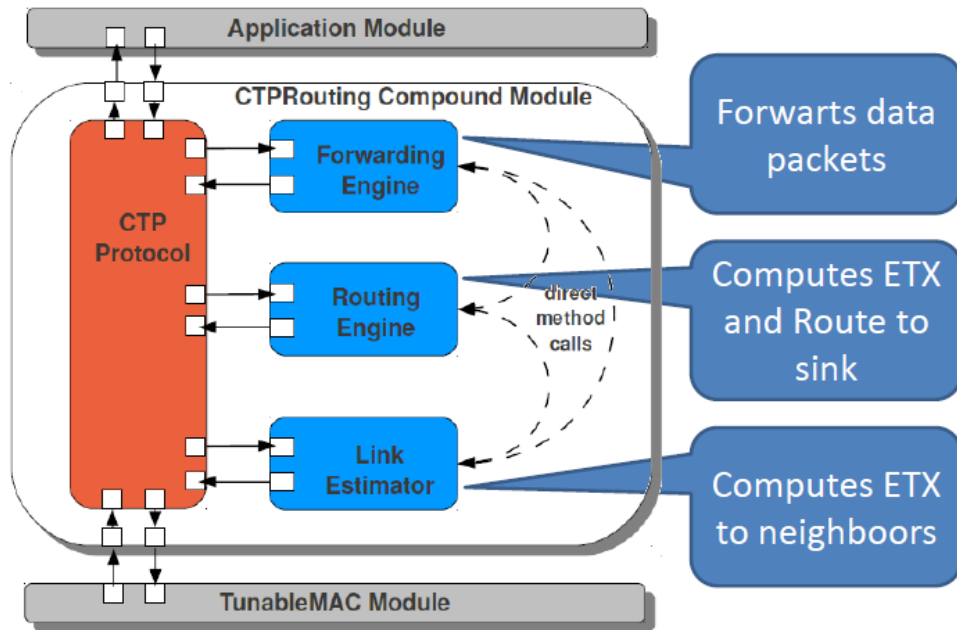 Application Module
CTPRouting Compound Module
Forwarding
Engine
Forwarts data
packets
CTP
Protocol
Routing
Engine
direct
method
calls
Computes ETX
and Route to
sink
Link
Estimator
Computes ETX
to neighboors
TunableMAC Module